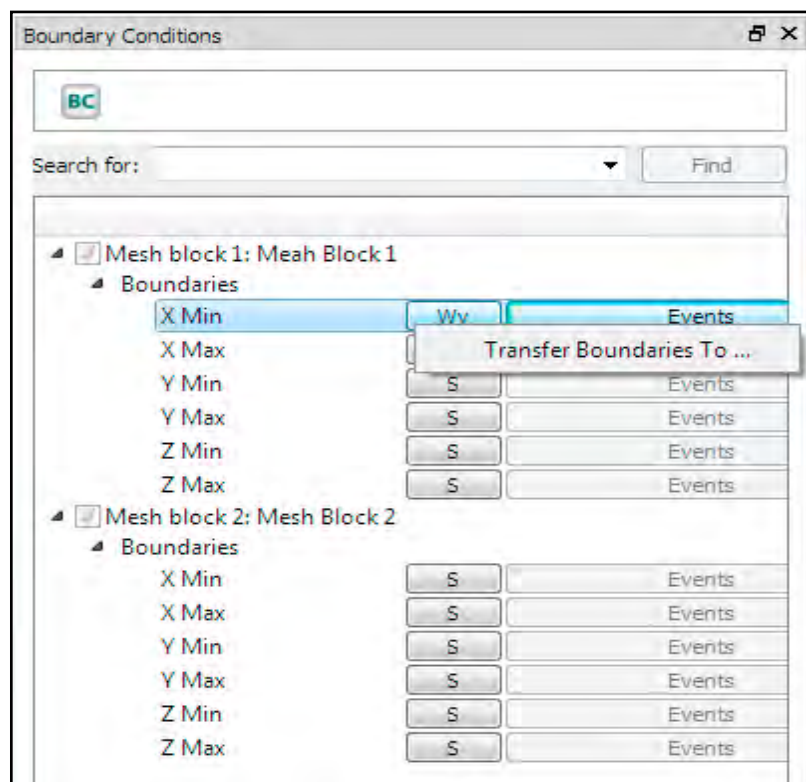 Boundary Conditions
BC
Search for: Find
Mesh block 1: Meah Block 1
Boundaries
X Min Wv Events
Transfer Boundaries To ...
X Max
Y Min S Events
Y Max S Events
Z Min S Events
Z Max S Events
Mesh block 2: Mesh Block 2
Boundaries
X Min S Events
X Max S Events
Y Min S Events
Y Max S Events
Z Min S Events
Z Max S Events